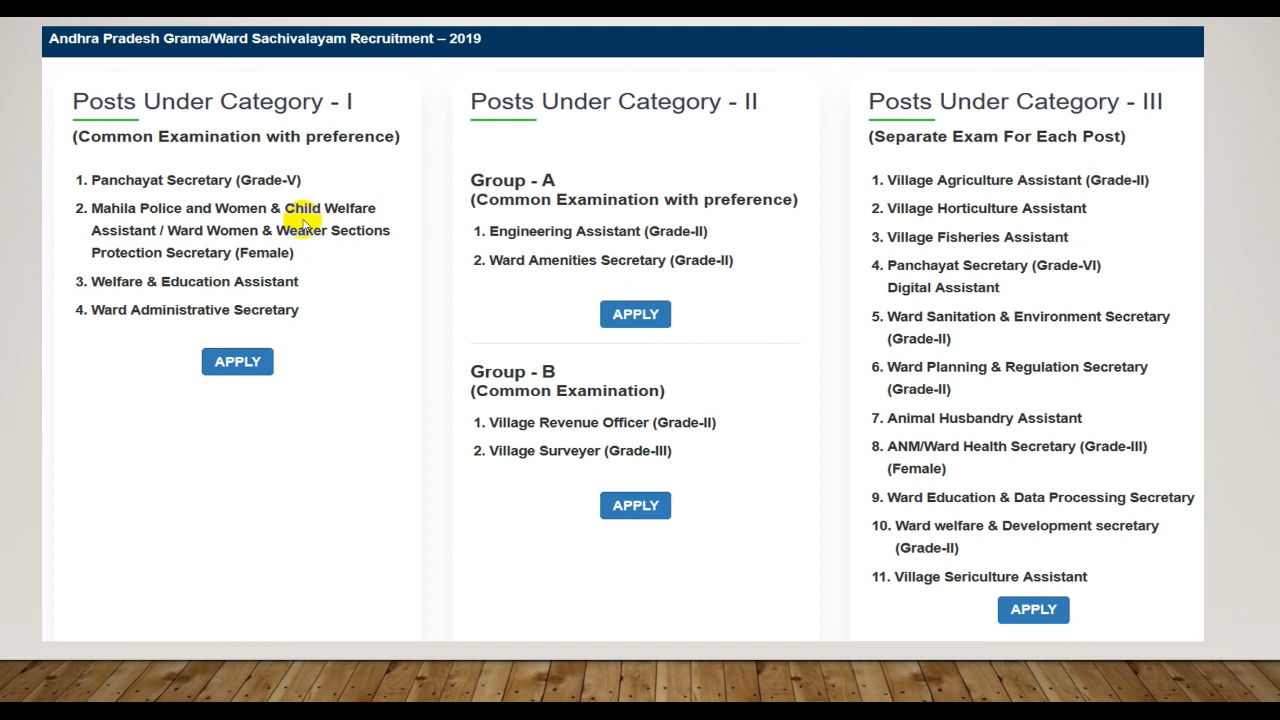 Andhra Pradesh Grama/Ward Sachivalayam Recruitment – 2019
Posts Under Category - I
(Common Examination with preference)
1. Panchayat Secretary (Grade-V)
2. Mahila Police and Women & Child Welfare
Assistant / Ward Women & Weaker Sections
Protection Secretary (Female)
3. Welfare & Education Assistant
4. Ward Administrative Secretary
APPLY
Posts Under Category - II
Group - A
(Common Examination with preference)
1. Engineering Assistant (Grade-II)
2. Ward Amenities Secretary (Grade-II)
APPLY
Group - B
(Common Examination)
1. Village Revenue Officer (Grade-II)
2. Village Surveyer (Grade-III)
APPLY
Posts Under Category - III
(Separate Exam For Each Post)
1. Village Agriculture Assistant (Grade-II)
2. Village Horticulture Assistant
3. Village Fisheries Assistant
4. Panchayat Secretary (Grade-VI)
Digital Assistant
5. Ward Sanitation & Environment Secretary
(Grade-II)
6. Ward Planning & Regulation Secretary
(Grade-II)
7. Animal Husbandry Assistant
8. ANM/Ward Health Secretary (Grade-III)
(Female)
9. Ward Education & Data Processing Secretary
10. Ward welfare & Development secretary
(Grade-II)
11. Village Sericulture Assistant
APPLY